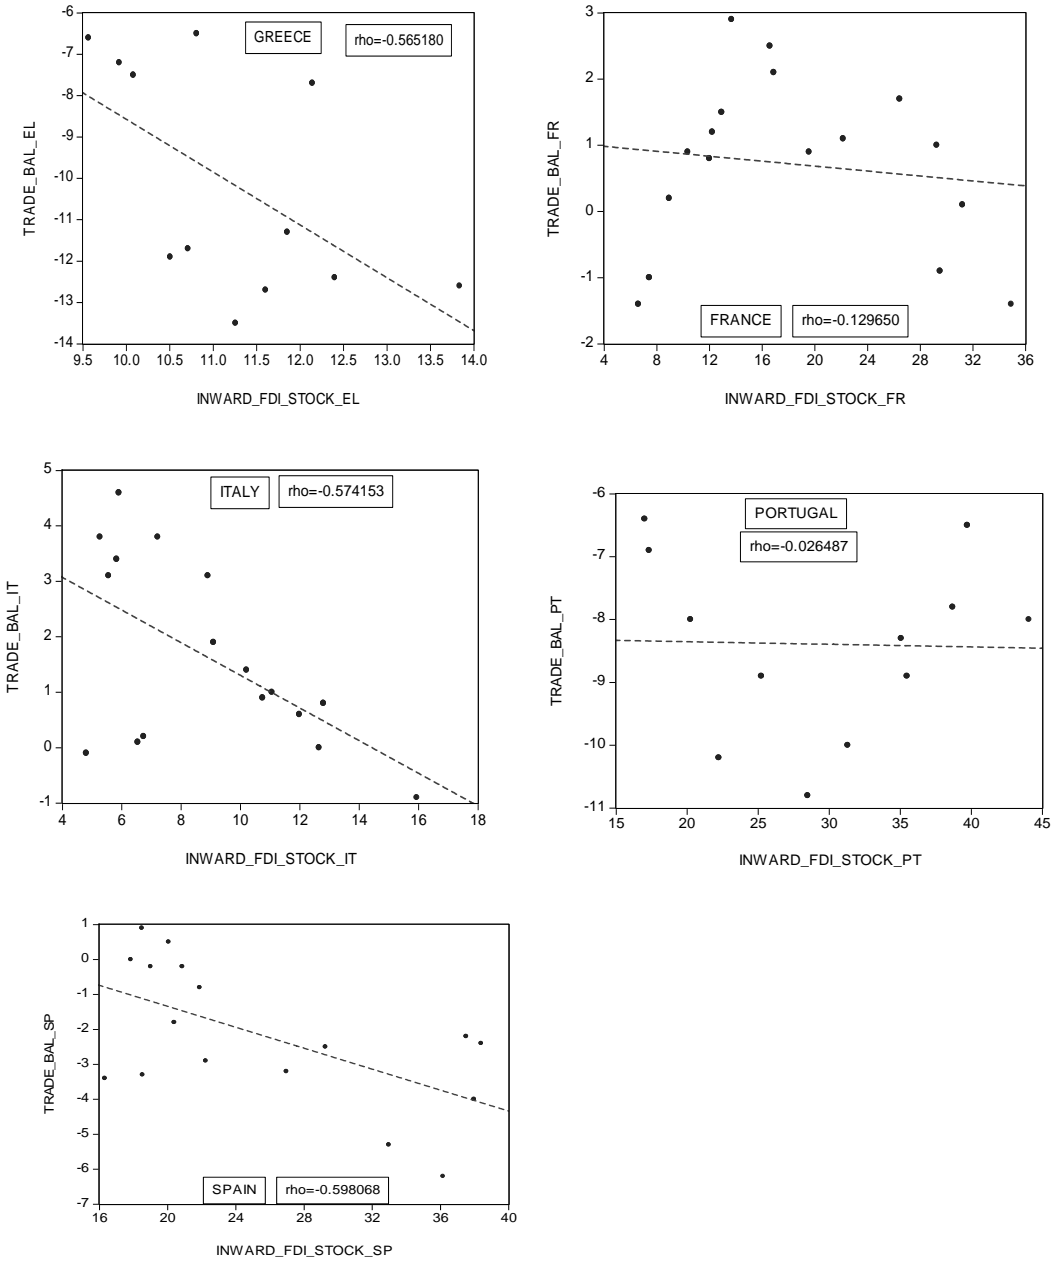 GREECE
rho=-0.565180
TRADE_BAL_EL
-6
-7
-8
-9
-10
-11
-12
-13
-14
9.5 10.0 10.5 11.0 11.5 12.0 12.5 13.0 13.5 14.0
INWARD_FDI_STOCK_EL
TRADE_BAL_FR
3
2
1
0
-1
-2
FRANCE
rho=-0.129650
4 8 12 16 20 24 28 32 36
INWARD_FDI_STOCK_FR
ITALY
rho=-0.574153
TRADE_BAL_IT
5
4
3
2
1
0
-1
4 6 8 10 12 14 16 18
INWARD_FDI_STOCK_IT
PORTUGAL
rho=-0.026487
TRADE_BAL_PT
-6
-7
-8
-9
-10
-11
15 20 25 30 35 40 45
INWARD_FDI_STOCK_PT
TRADE_BAL_SP
1
0
-1
-2
-3
-4
-5
-6
-7
SPAIN
rho=-0.598068
16 20 24 28 32 36 40
INWARD_FDI_STOCK_SP